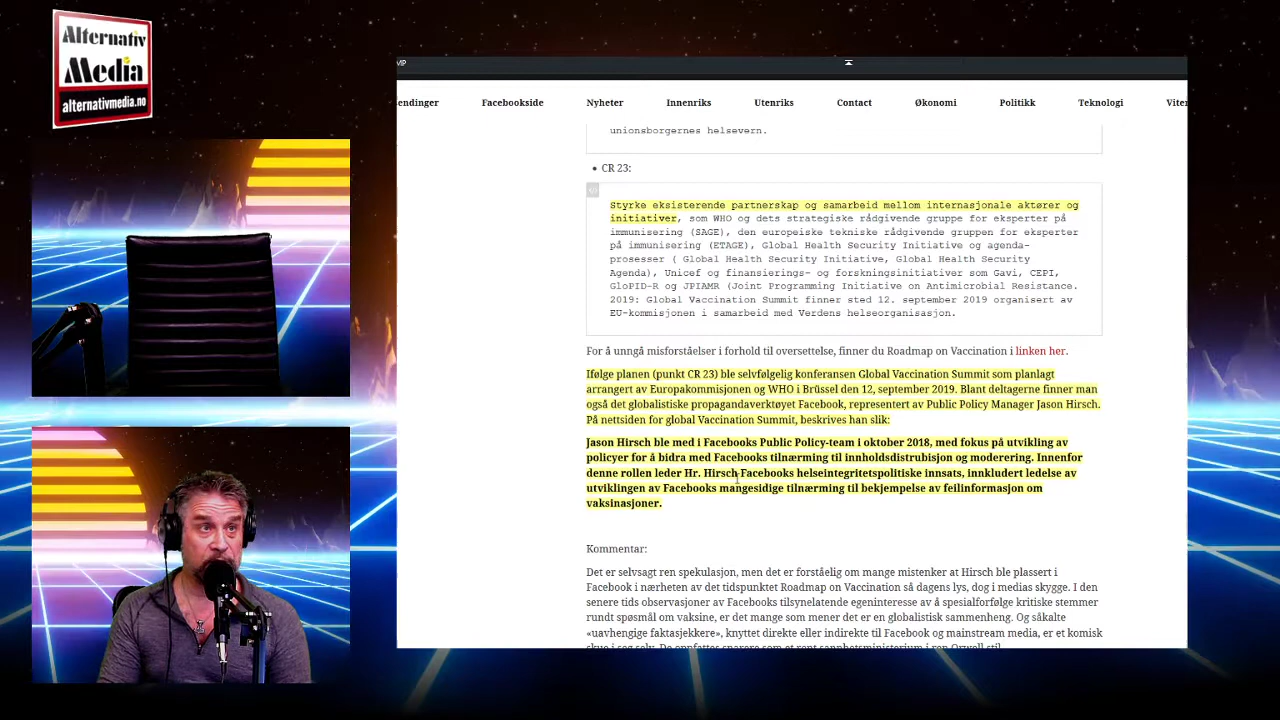 Alternativ
Media
alternativmedia.no
VIP
endinger Facebookside Nyheter Innenriks Utenriks Contact Økonomi Politikk Teknologi Viter
unionsborgernes helsevern.
• CR 23:
Styrke eksisterende partnerskap og samarbeid mellom internasjonale aktører og
initiativer, som WHO og dets strategiske rådgivende gruppe for eksperter på
immunisering (SAGE), den europeiske tekniske rådgivende gruppen for eksperter
på immunisering (ETAGE), Global Health Security Initiative og agenda-
prosesser ( Global Health Security Initiative, Global Health Security
Agenda), Unicef og finansierings- og forskningsinitiativer som Gavi, CEPI,
GloPID-R og JPIAMR (Joint Programming Initiative on Antimicrobial Resistance.
2019: Global Vaccination Summit finner sted 12. september 2019 organisert av
EU-kommisjonen i samarbeid med Verdens helseorganisasjon.
For å unngå misforståelser i forhold til oversettelse, finner du Roadmap on Vaccination i linken her.
Ifølge planen (punkt CR 23) ble selvfølgelig konferansen Global Vaccination Summit som planlagt
arrangert av Europakommisjonen og WHO i Brüssel den 12, september 2019. Blant deltagerne finner man
også det globalistiske propagandaverktøyet Facebook, representert av Public Policy Manager Jason Hirsch.
På nettsiden for global Vaccination Summit, beskrives han slik:
Jason Hirsch ble med i Facebooks Public Policy-team i oktober 2018, med fokus på utvikling av
policyer for å bidra med Facebooks tilnærming til innholdsdistrubisjon og moderering. Innenfor
denne rollen leder Hr. Hirsch Facebooks helseintegritetspolitiske innsats, innkludert ledelse av
utviklingen av Facebooks mangesidige tilnærming til bekjempelse av feilinformasjon om
vaksinasjoner.
Kommentar:
Det er selvsagt ren spekulasjon, men det er forståelig om mange mistenker at Hirsch ble plassert i
Facebook i nærheten av det tidspunktet Roadmap on Vaccination så dagens lys, dog i medias skygge. I den
senere tids observasjoner av Facebooks tilsynelatende egeninteresse av å spesialforfølge kritiske stemmer
rundt spøsmål om vaksine, er det mange som mener det er en globalistisk sammenheng. Og såkalte
«uavhengige faktasjekkere», knyttet direkte eller indirekte til Facebook og mainstream media, er et komisk